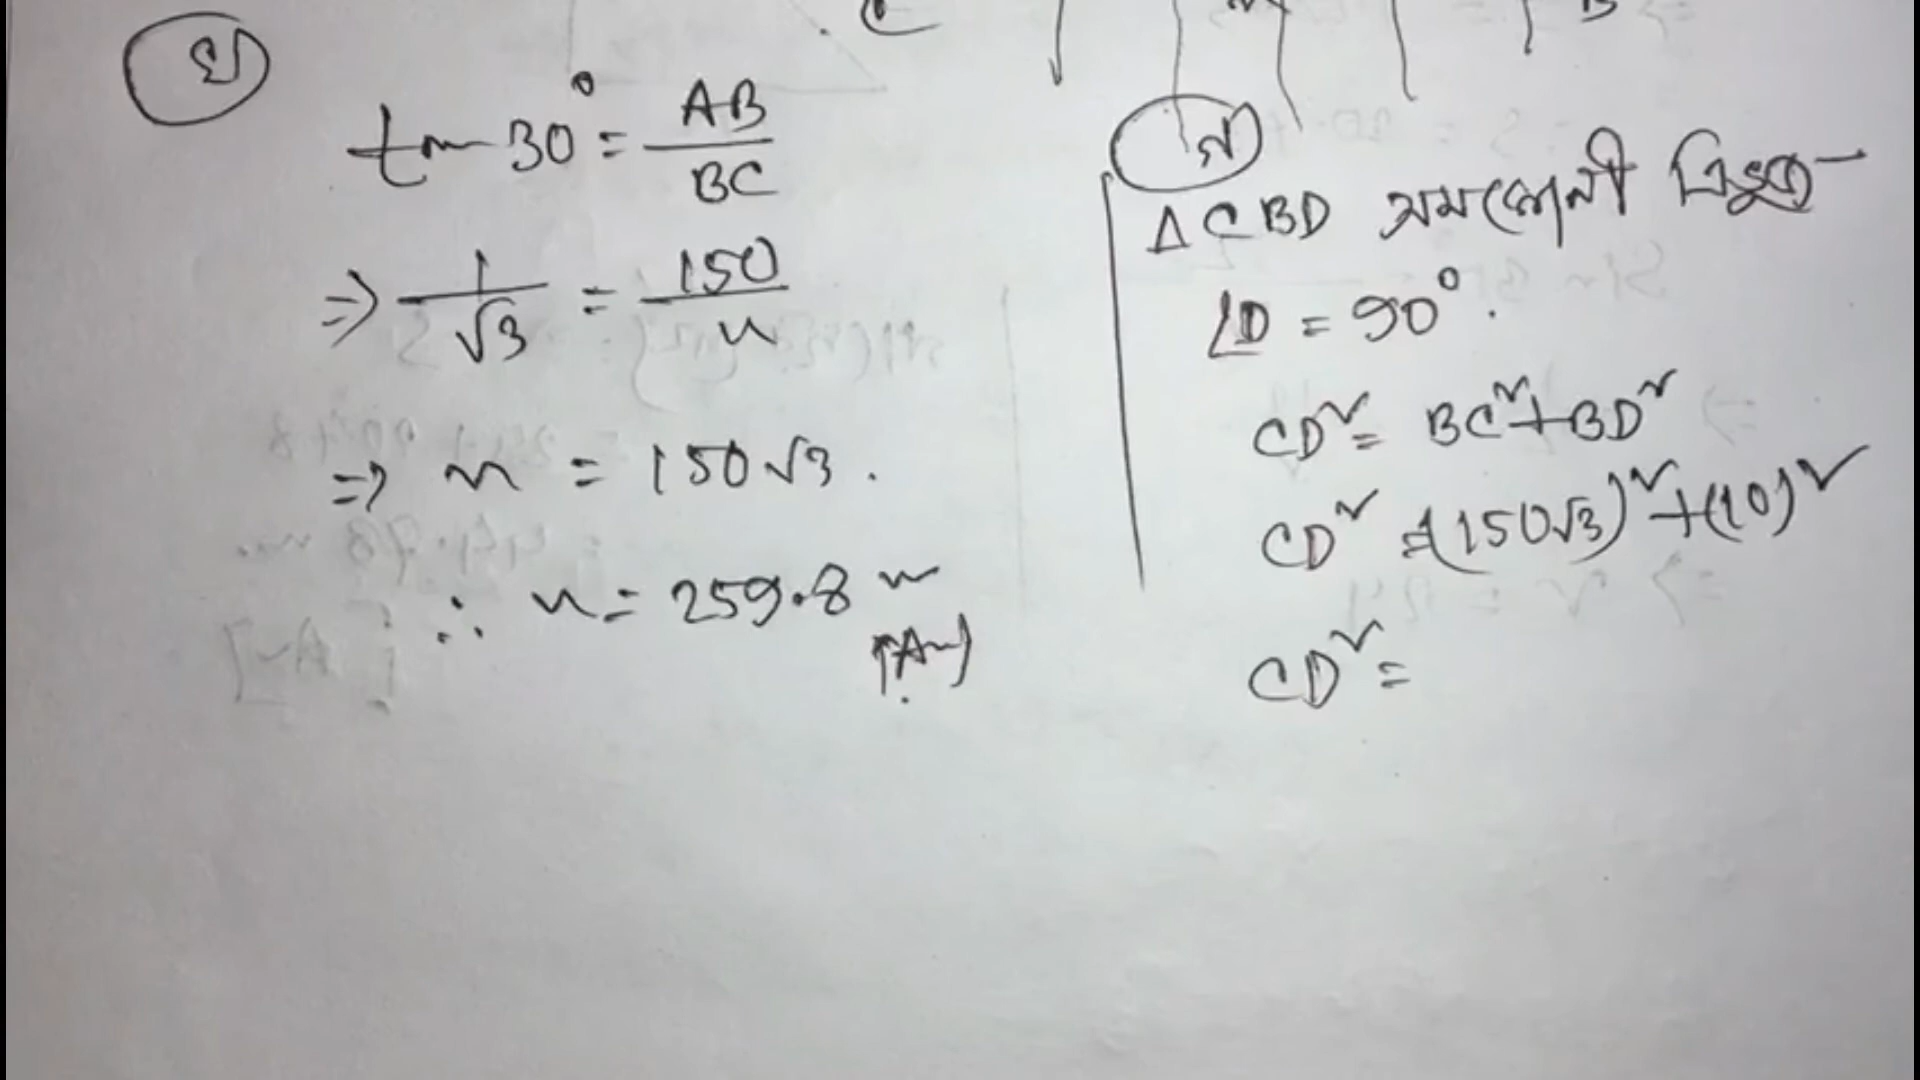 খ
tan 30° = AB/BC
⇒ 1/√3 = 150/x
⇒ x = 150√3.
∴ x = 259.8 m
[Ans]
গ
△CBD সমকোণী ত্রিভুজে-
∠D = 90°.
CD² = BC² + BD²
CD² = (150√3)² + (10)²
CD² =